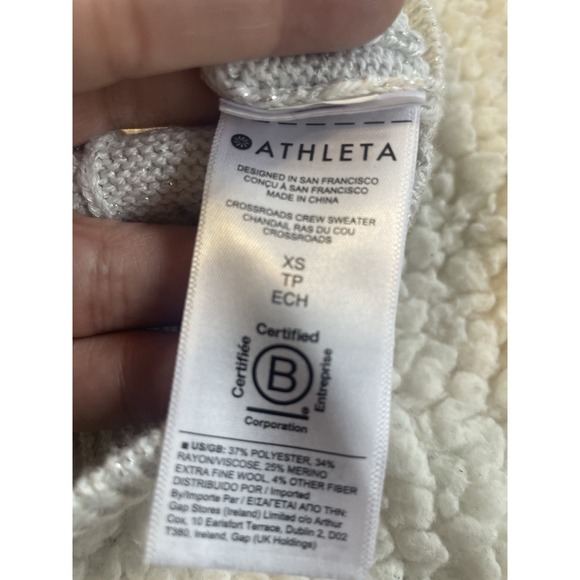 ATHLETA
DESIGNED IN SAN FRANCISCO
CONÇU À SAN FRANCISCO
MADE IN CHINA
CROSSROADS CREW SWEATER
CHANDAIL RAS DU COU
CROSSROADS
XS
TP
ECH
Certified
Certifiée
B
Entreprise
®
Corporation
■ US/GB: 37% POLYESTER, 34%
RAYON/VISCOSE, 25% MERINO
EXTRA FINE WOOL, 4% OTHER FIBER
DISTRIBUIDO POR / Imported
By/Importe Par / ΕΙΣΑΓΕΤΑΙ ΑΠΟ ΤΗΝ:
Gap Stores (Ireland) Limited c/o Arthur
Cox, 10 Earlsfort Terrace, Dublin 2, D02
T380, Ireland, Gap (UK Holdings)